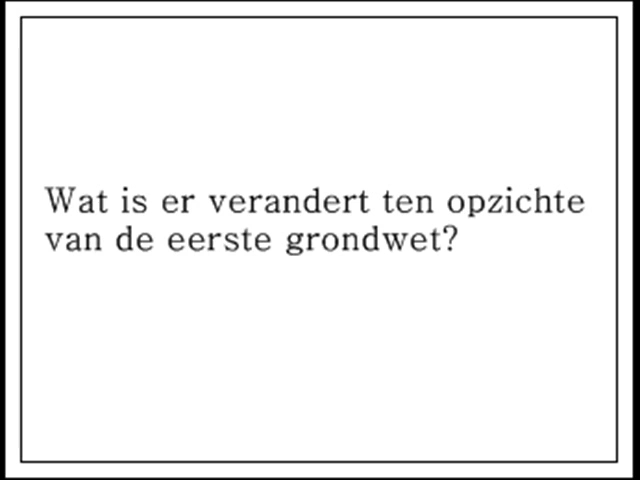 Wat is er verandert ten opzichte
van de eerste grondwet?